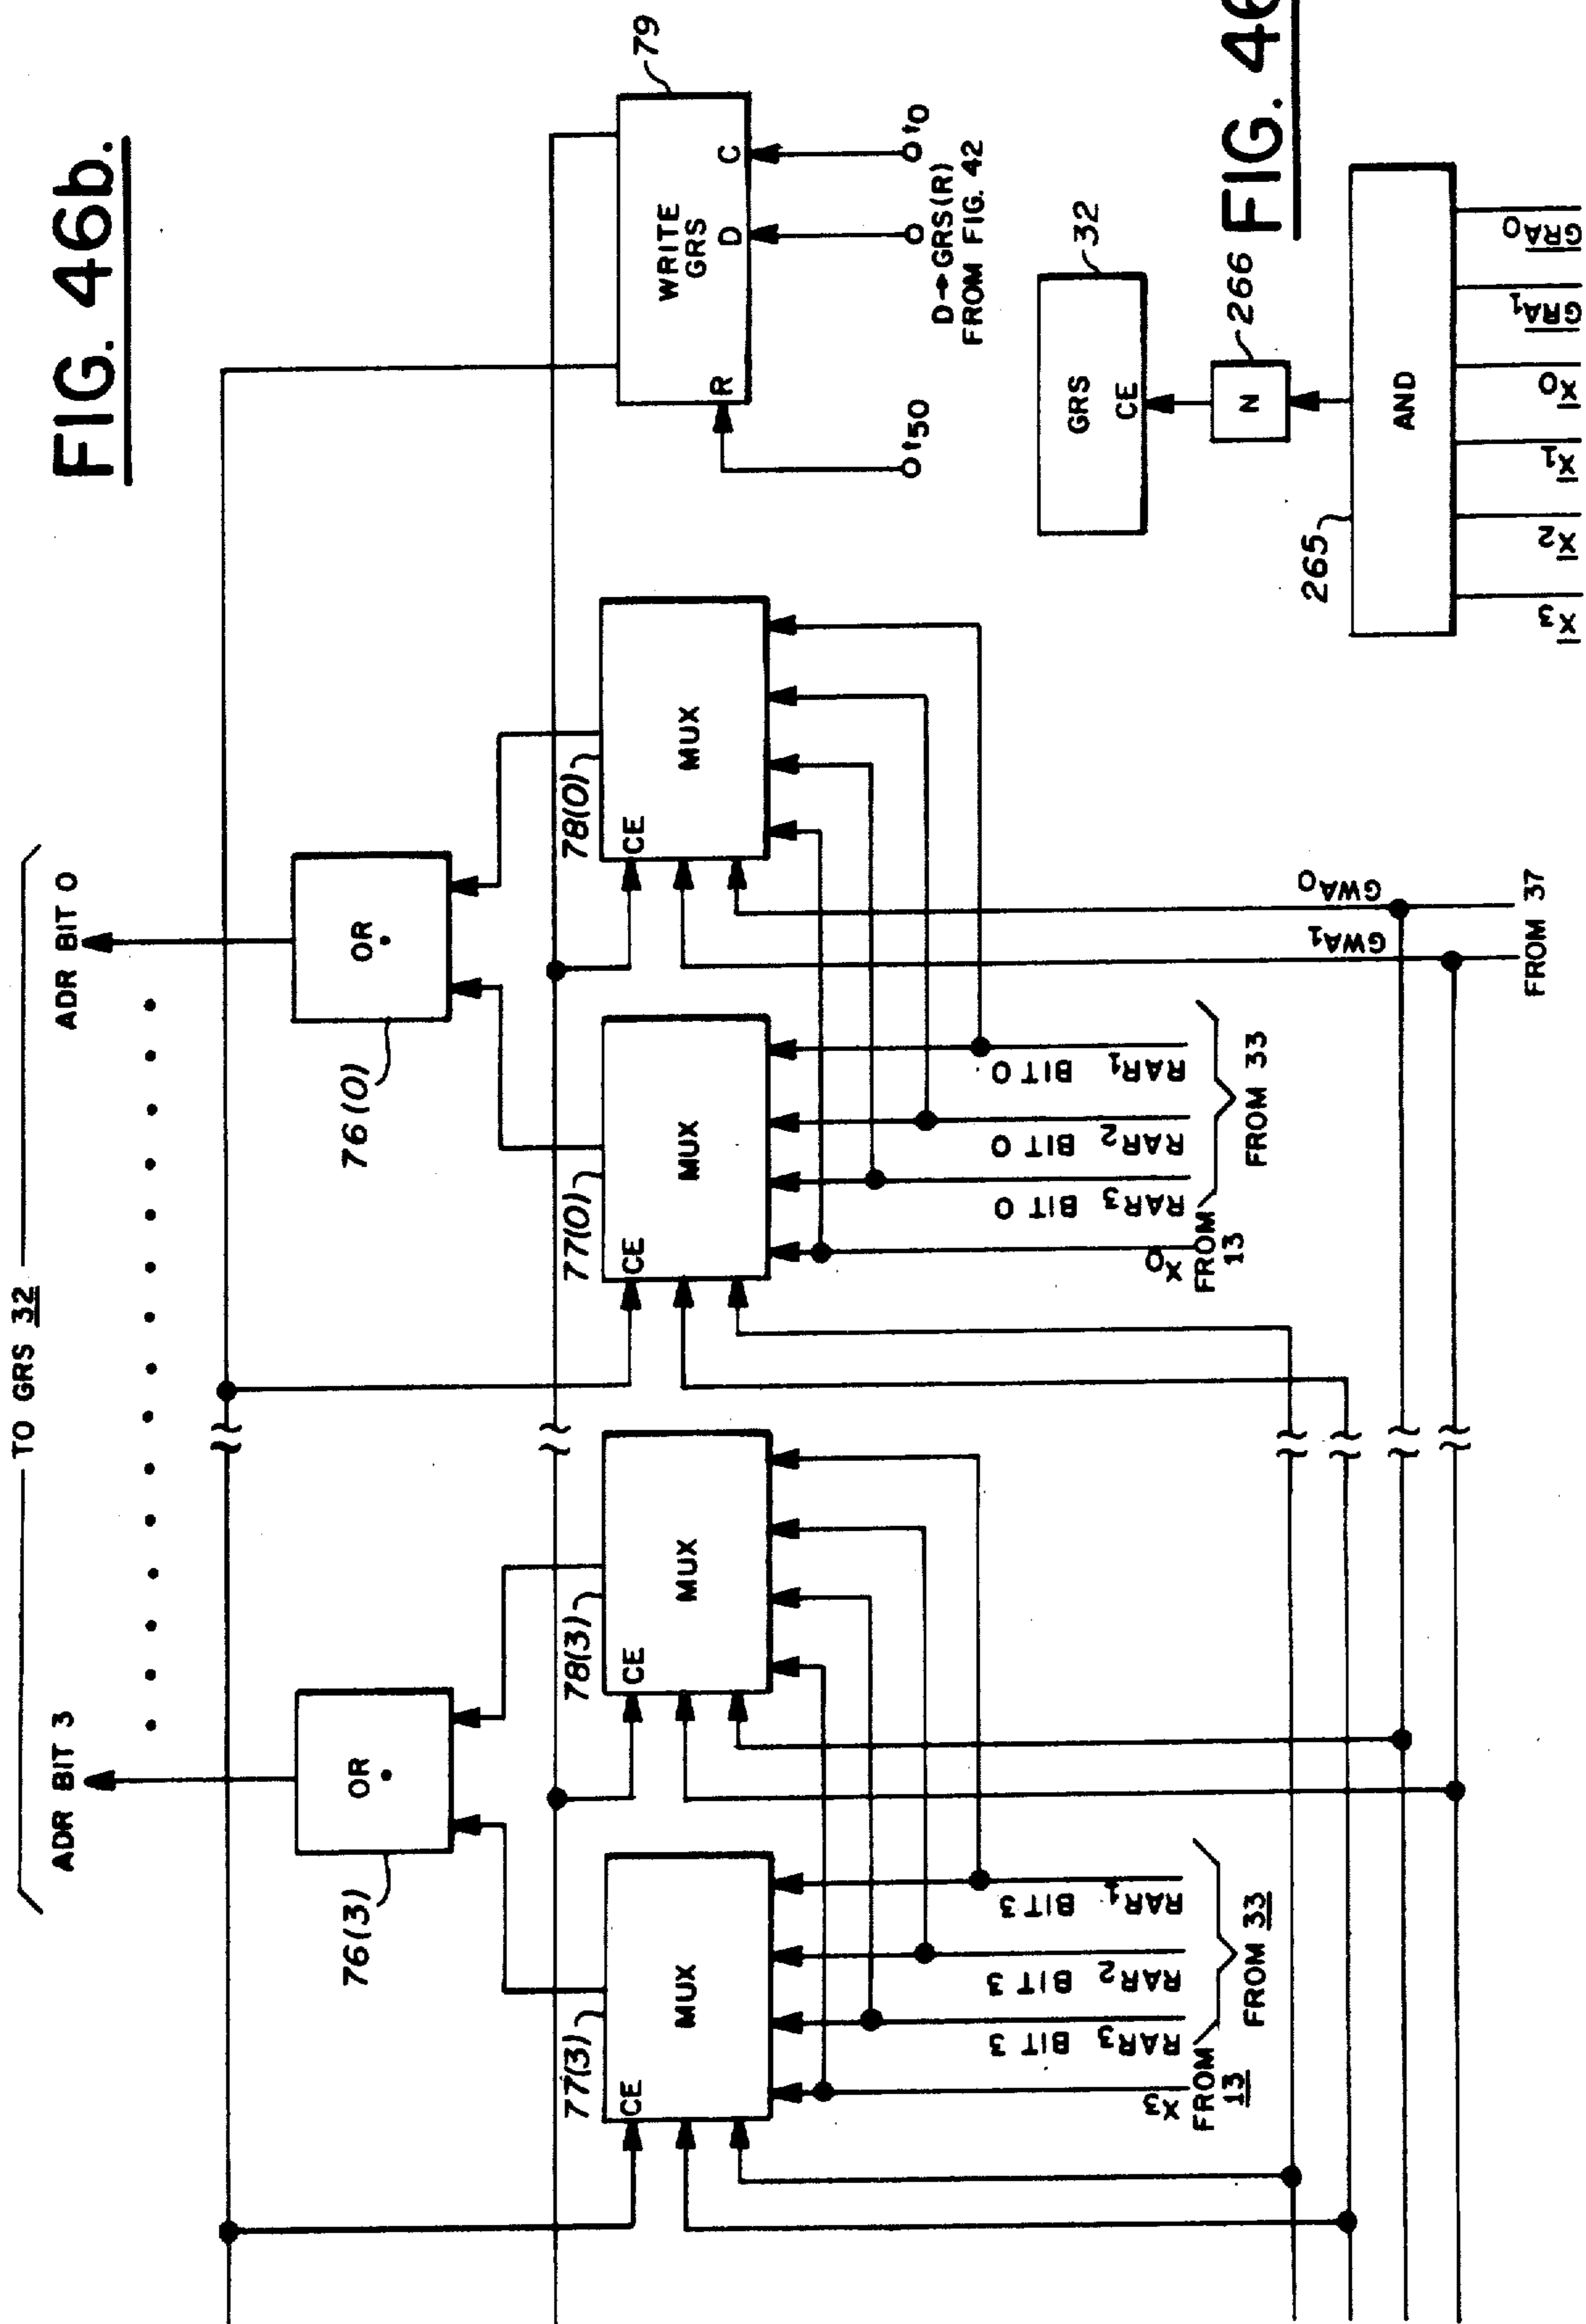 FIG. 46b.
TO GRS 32
ADR BIT 3
ADR BIT 0
76(3)
OR
76(0)
OR
77(3)
CE
MUX
78(3)
CE
MUX
77(0)
CE
MUX
78(0)
CE
MUX
WRITE
GRS
R
D
C
79
t50
t0
D→GRS(R)
FROM FIG. 42
X3
RAR3 BIT 3
RAR2 BIT 3
RAR1 BIT 3
FROM
13
FROM 33
X0
RAR3 BIT 0
RAR2 BIT 0
RAR1 BIT 0
FROM
13
FROM 33
GWA1
GWA0
FROM 37
GRS
CE
32
N
266
265
AND
X3
X2
X1
X0
GRA1
GRA0
FIG. 46